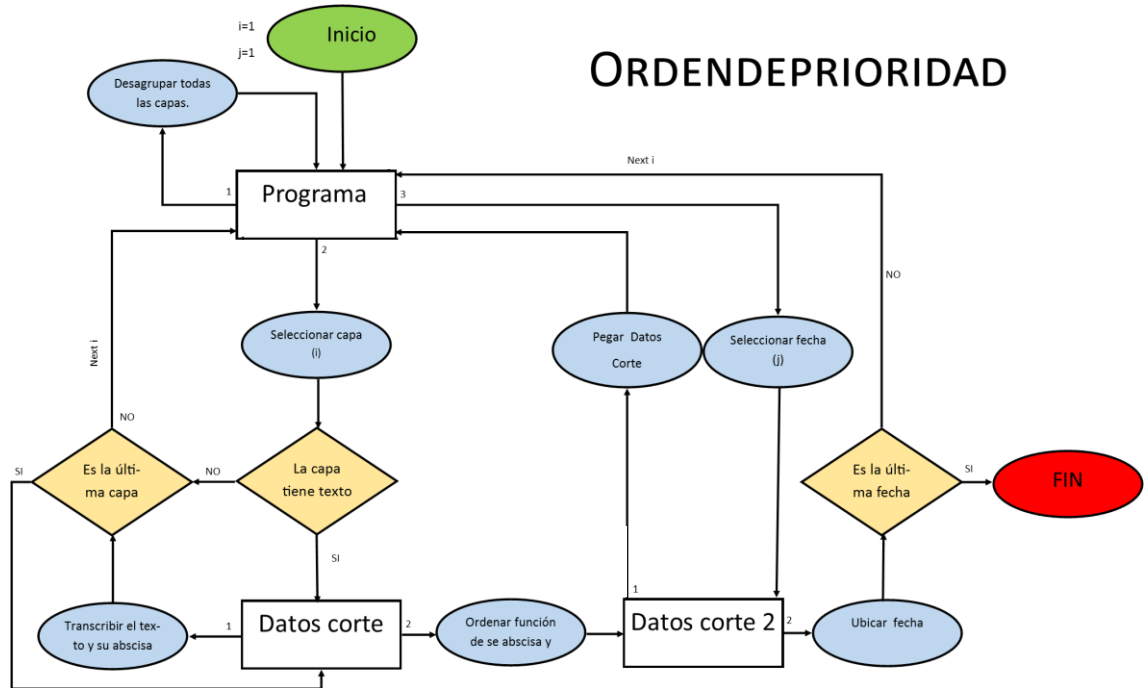 i=1
Inicio
j=1
ORDENDEPRIORIDAD
Desagrupar todas
las capas.
Next i
1
Programa
3
2
NO
Seleccionar capa
(i)
Pegar Datos
Corte
Seleccionar fecha
(j)
Next i
NO
SI
Es la últi-
ma capa
NO
La capa
tiene texto
Es la últi-
ma fecha
SI
FIN
SI
1
Transcribir el tex-
to y su abscisa
1
Datos corte
2
Ordenar función
de se abscisa y
Datos corte 2
2
Ubicar fecha